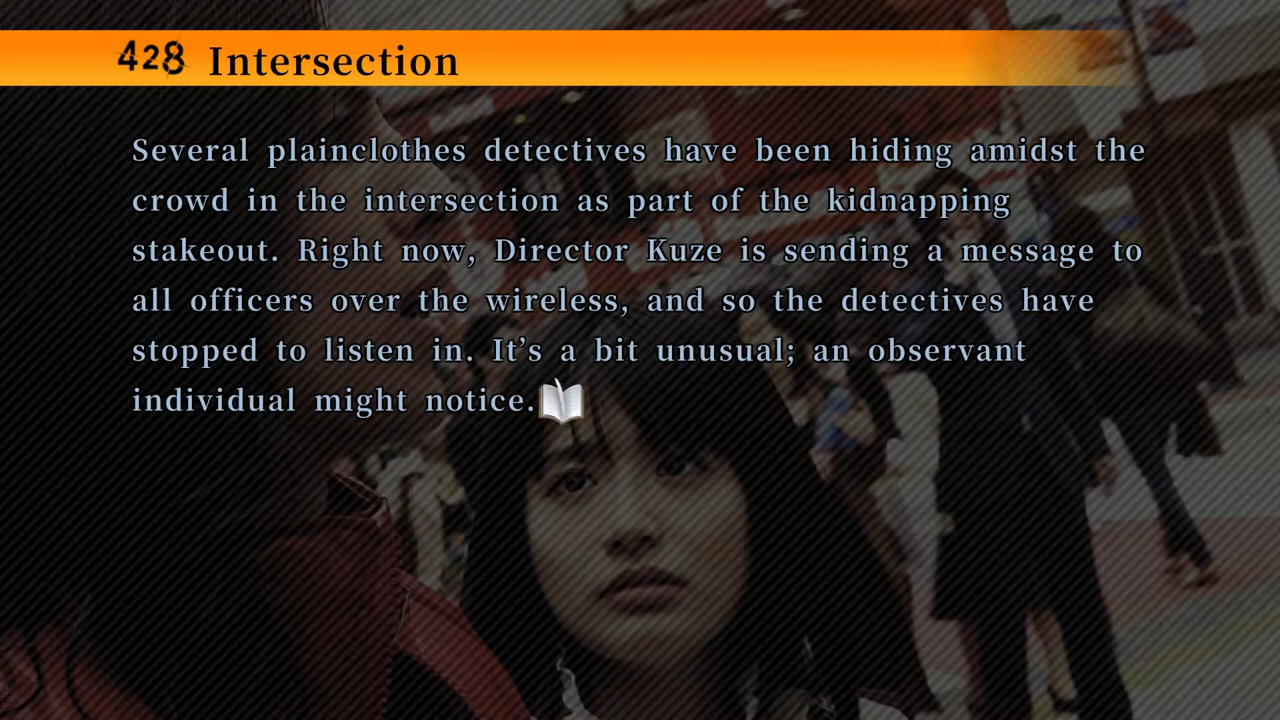 428 Intersection
Several plainclothes detectives have been hiding amidst the
crowd in the intersection as part of the kidnapping
stakeout. Right now, Director Kuze is sending a message to
all officers over the wireless, and so the detectives have
stopped to listen in. It’s a bit unusual; an observant
individual might notice.